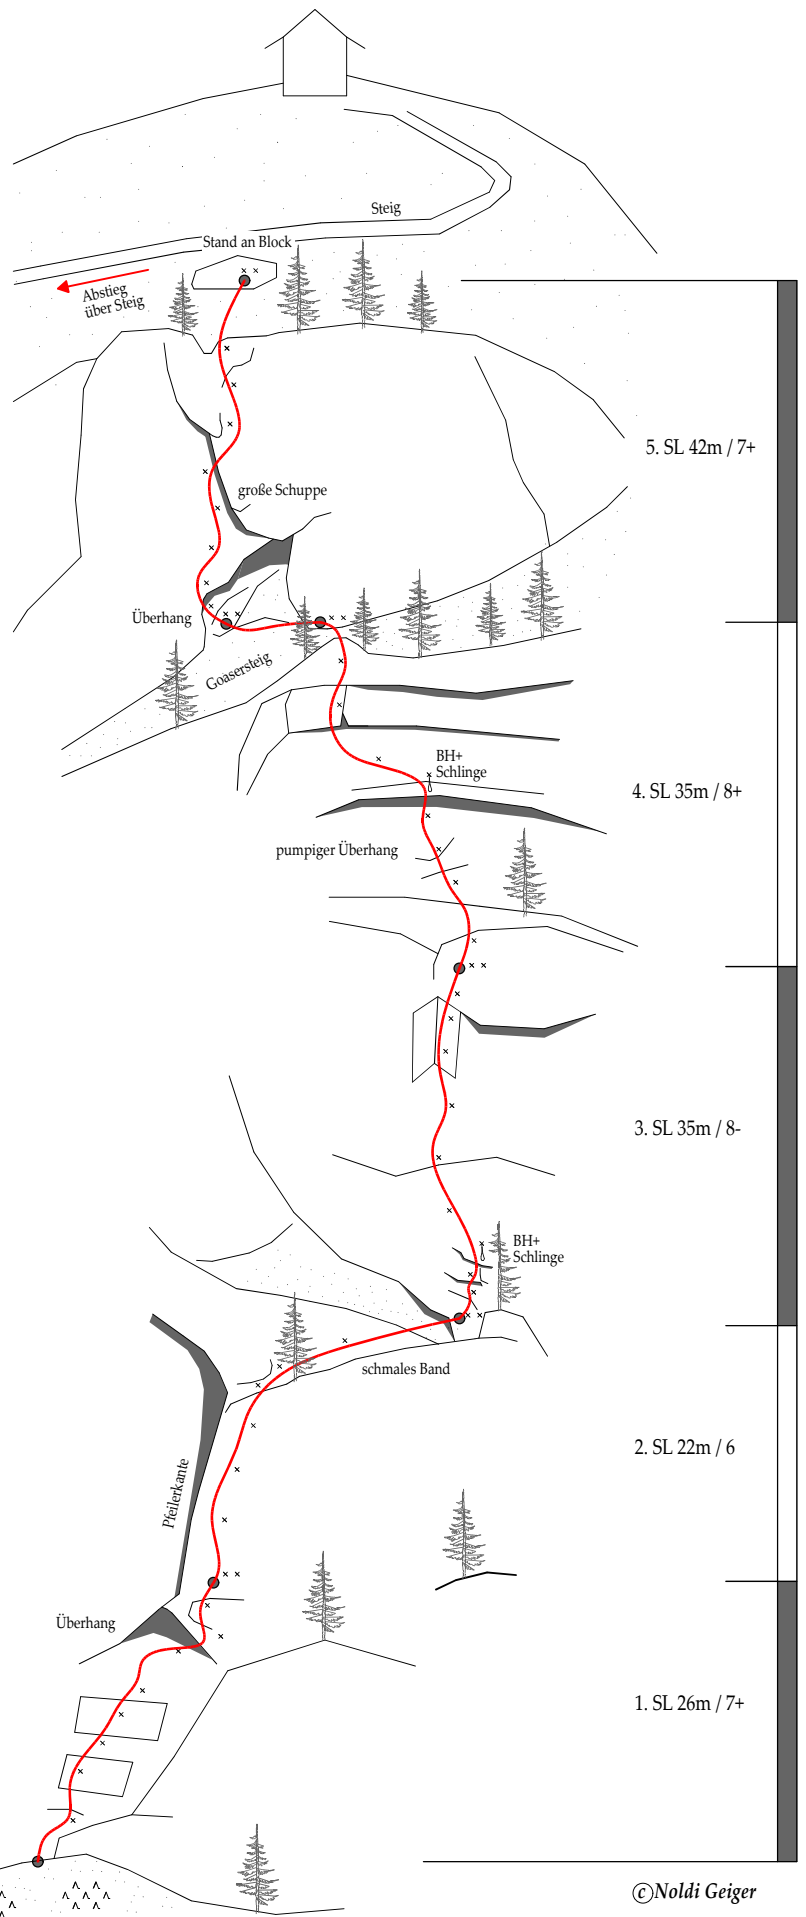 Steig
Stand an Block
Abstieg
über Steig
5. SL 42m / 7+
große Schuppe
Überhang
Goasersteig
BH+
Schlinge
4. SL 35m / 8+
pumpiger Überhang
3. SL 35m / 8-
BH+
Schlinge
schmales Band
2. SL 22m / 6
Pfeilerkante
Überhang
1. SL 26m / 7+
©Noldi Geiger